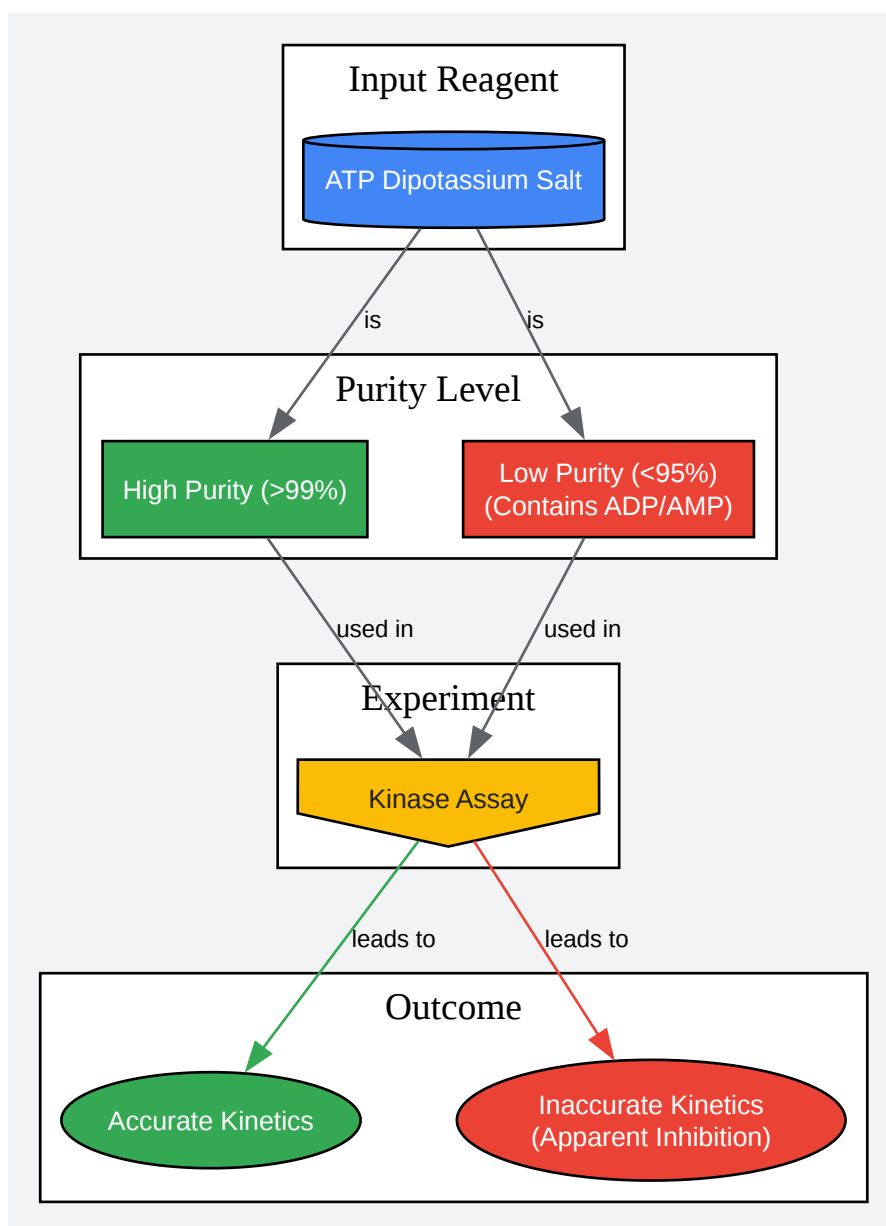 Input Reagent
ATP Dipotassium Salt
is
is
Purity Level
High Purity (>99%)
Low Purity (<95%)
(Contains ADP/AMP)
used in
used in
Experiment
Kinase Assay
leads to
leads to
Outcome
Accurate Kinetics
Inaccurate Kinetics
(Apparent Inhibition)